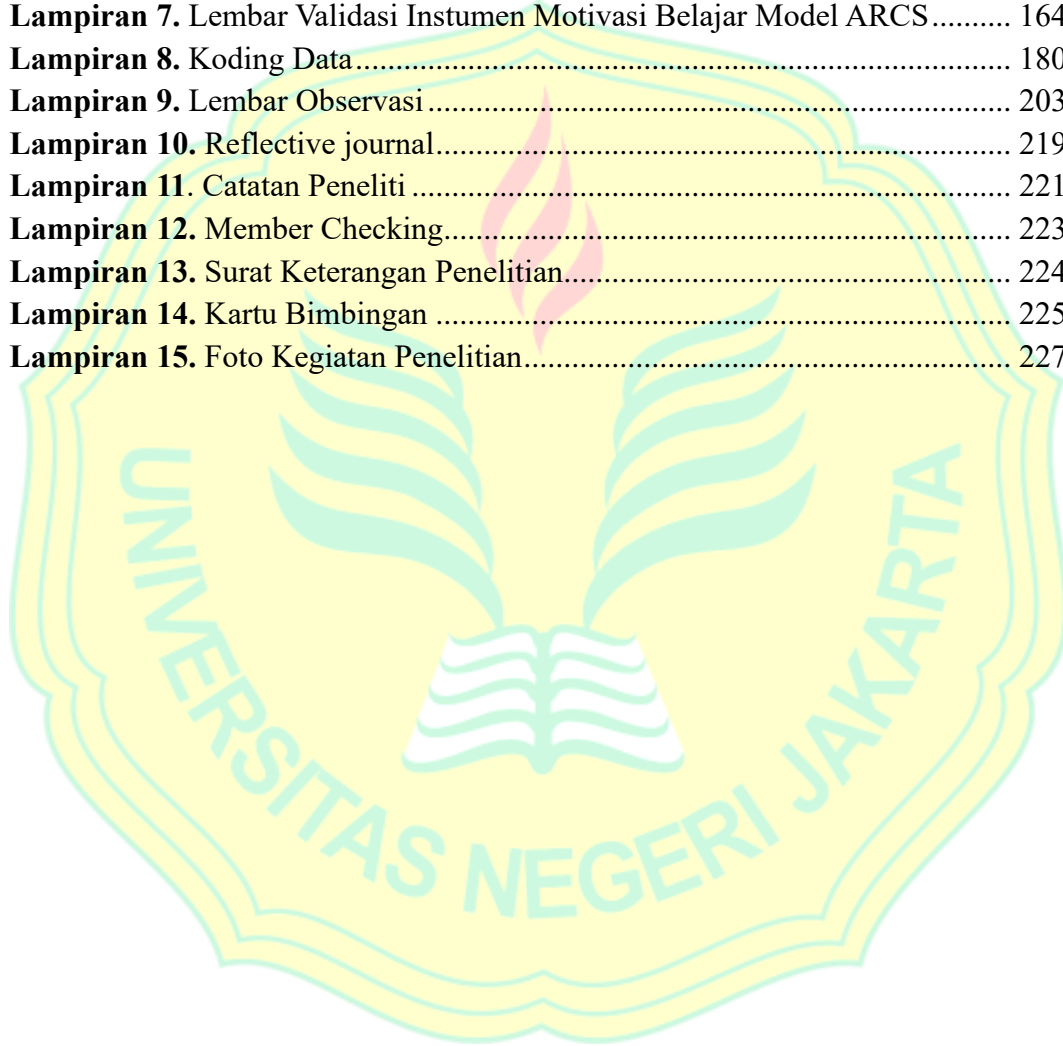 Lampiran 7. Lembar Validasi Instumen Motivasi Belajar Model ARCS.......... 164
Lampiran 8. Koding Data.................................................................................................. 180
Lampiran 9. Lembar Observasi....................................................................................... 203
Lampiran 10. Reflective journal...................................................................................... 219
Lampiran 11. Catatan Peneliti ......................................................................................... 221
Lampiran 12. Member Checking..................................................................................... 223
Lampiran 13. Surat Keterangan Penelitian................................................................... 224
Lampiran 14. Kartu Bimbingan ...................................................................................... 225
Lampiran 15. Foto Kegiatan Penelitian......................................................................... 227
UNIVERSITAS NEGERI JAKARTA